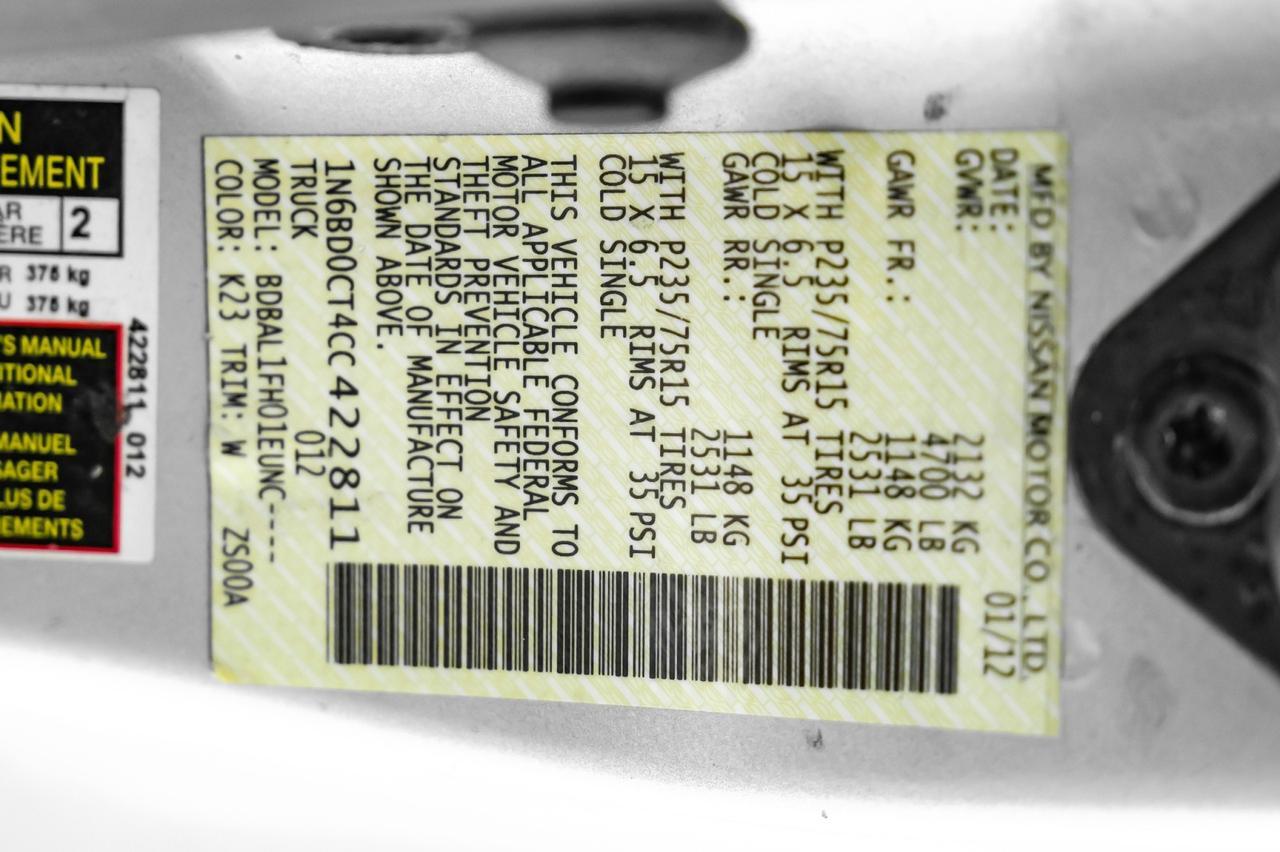 MFD BY NISSAN MOTOR CO., LTD.
DATE: 01/12
GVWR: 2132 KG
4700 LB
GAWR FR.: 1148 KG
2531 LB
WITH P235/75R15 TIRES
15 X 6.5 RIMS AT 35 PSI
COLD SINGLE
GAWR RR.: 1148 KG
2531 LB
WITH P235/75R15 TIRES
15 X 6.5 RIMS AT 35 PSI
COLD SINGLE
THIS VEHICLE CONFORMS TO
ALL APPLICABLE FEDERAL
MOTOR VEHICLE SAFETY AND
THEFT PREVENTION
STANDARDS IN EFFECT ON
THE DATE OF MANUFACTURE
SHOWN ABOVE.
1N6BD0CT4CC422811
TRUCK 012
MODEL: BDBAL1FHO1EUNC----
COLOR: K23 TRIM: W ZS00A
N
EMENT
AR
ÈRE
2
R 376 kg
U 376 kg
'S MANUAL
ITIONAL
ATION
MANUEL
SAGER
LUS DE
NEMENTS
422811 012